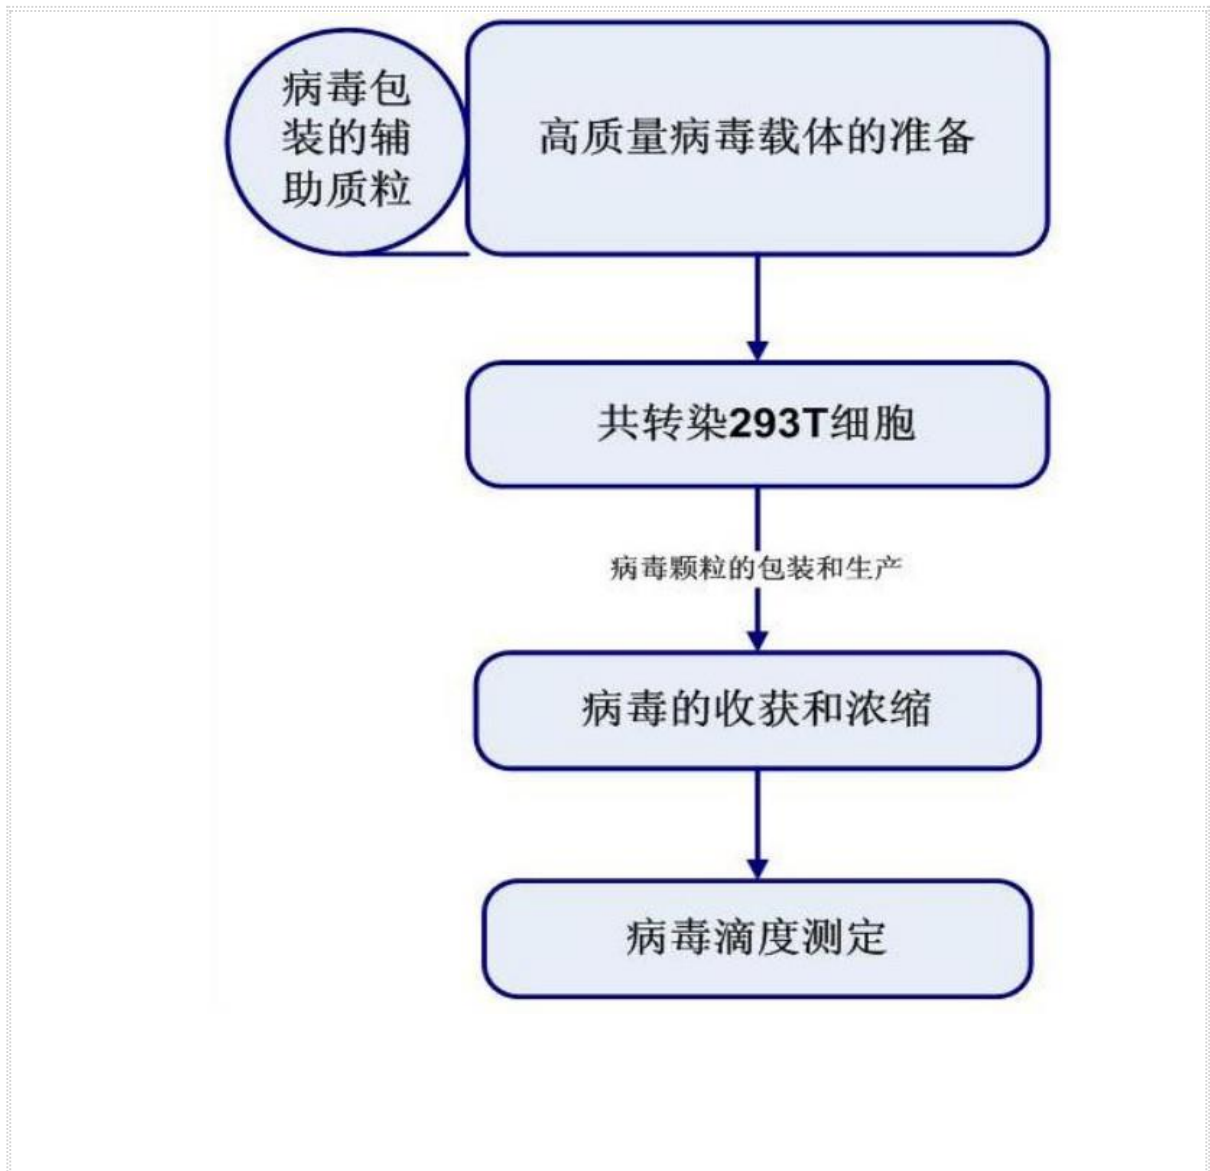 病毒包
装的辅
助质粒
高质量病毒载体的准备
共转染293T细胞
病毒颗粒的包装和生产
病毒的收获和浓缩
病毒滴度测定